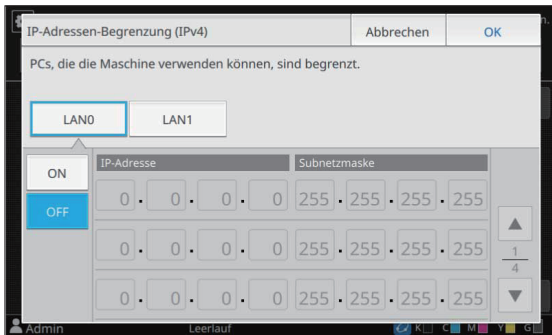 IP-Adressen-Begrenzung (IPv4) Abbrechen OK
PCs, die die Maschine verwenden können, sind begrenzt.
LAN0 LAN1
IP-Adresse Subnetzmaske
ON
0. 0. 0. 0 255. 255. 255. 255
OFF
0. 0. 0. 0 255. 255. 255. 255
1
4
0. 0. 0. 0 255. 255. 255. 255
Admin Leerlauf K C M Y G